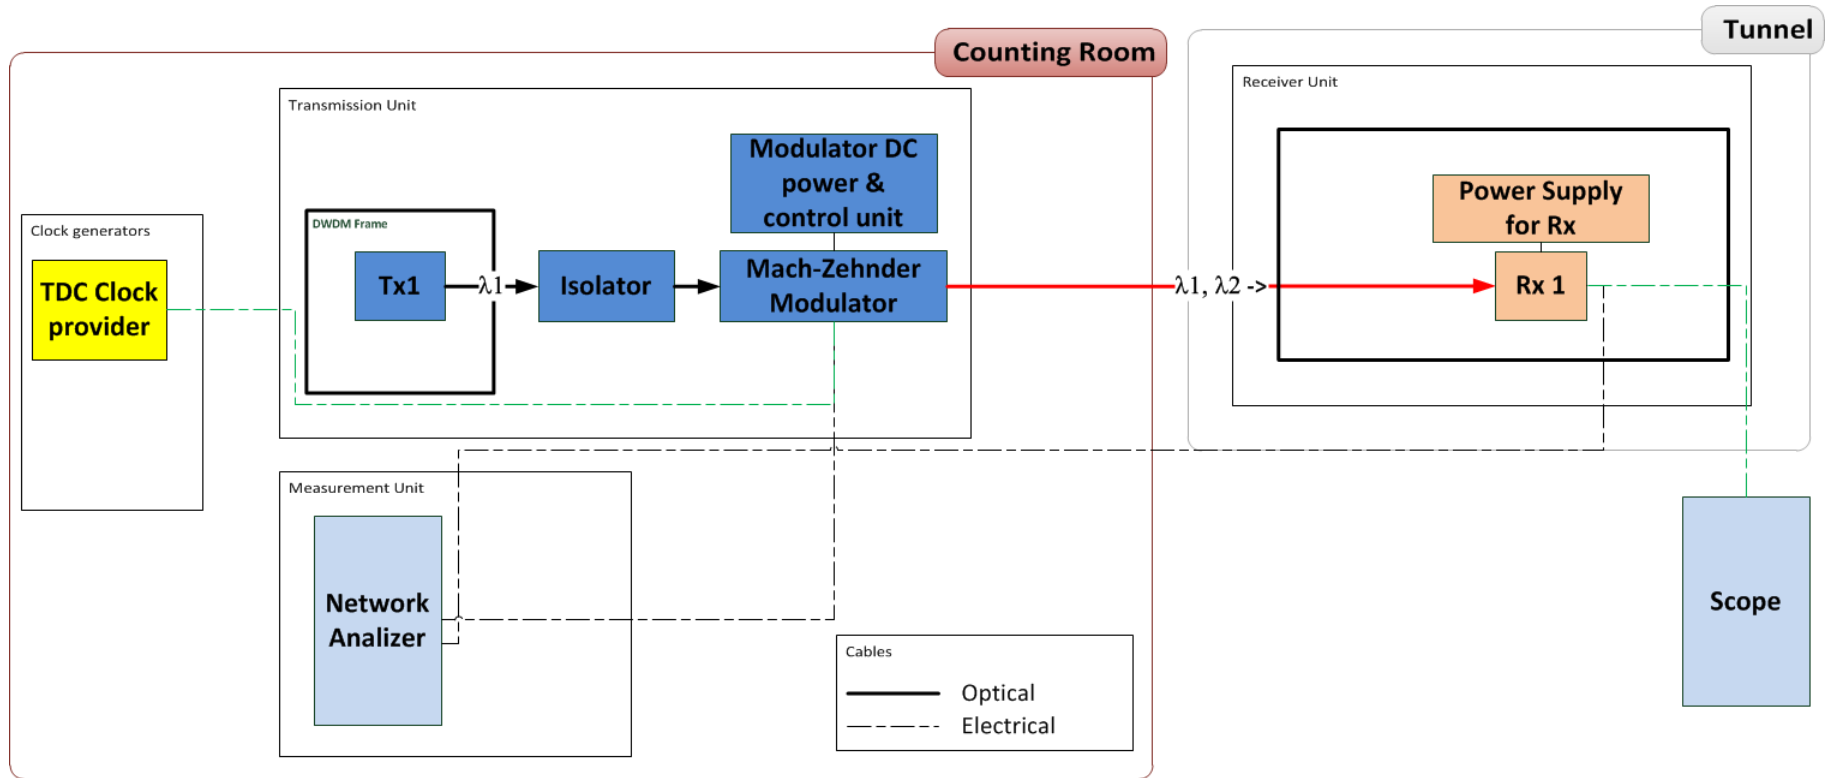 Counting Room
Tunnel
Transmission Unit
Receiver Unit
Modulator DC
power &
control unit
Power Supply
for Rx
Clock generators
DWDM Frame
TDC Clock
provider
Tx1
λ1
Isolator
Mach-Zehnder
Modulator
λ1, λ2 ->
Rx 1
Measurement Unit
Network
Analizer
Scope
Cables
Optical
Electrical